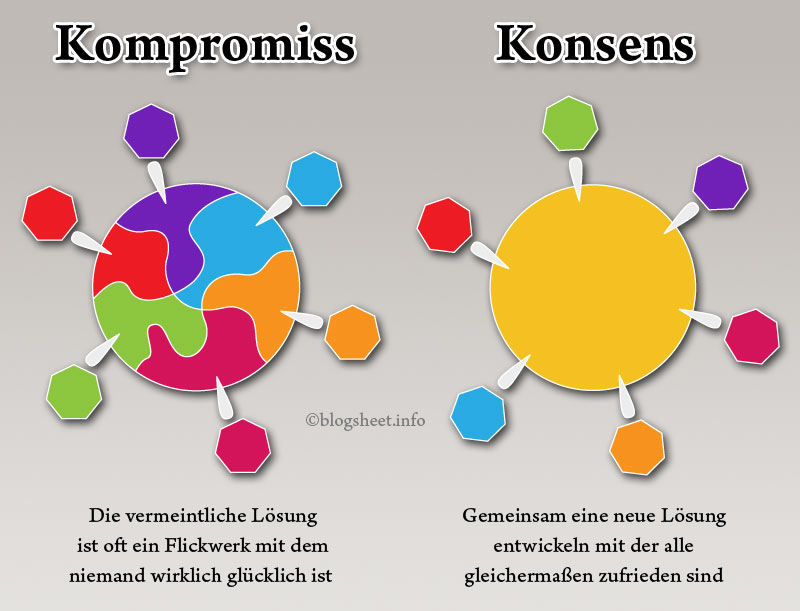 Kompromiss
Konsens
©blogsheet.info
Die vermeintliche Lösung
ist oft ein Flickwerk mit dem
niemand wirklich glücklich ist
Gemeinsam eine neue Lösung
entwickeln mit der alle
gleichermaßen zufrieden sind